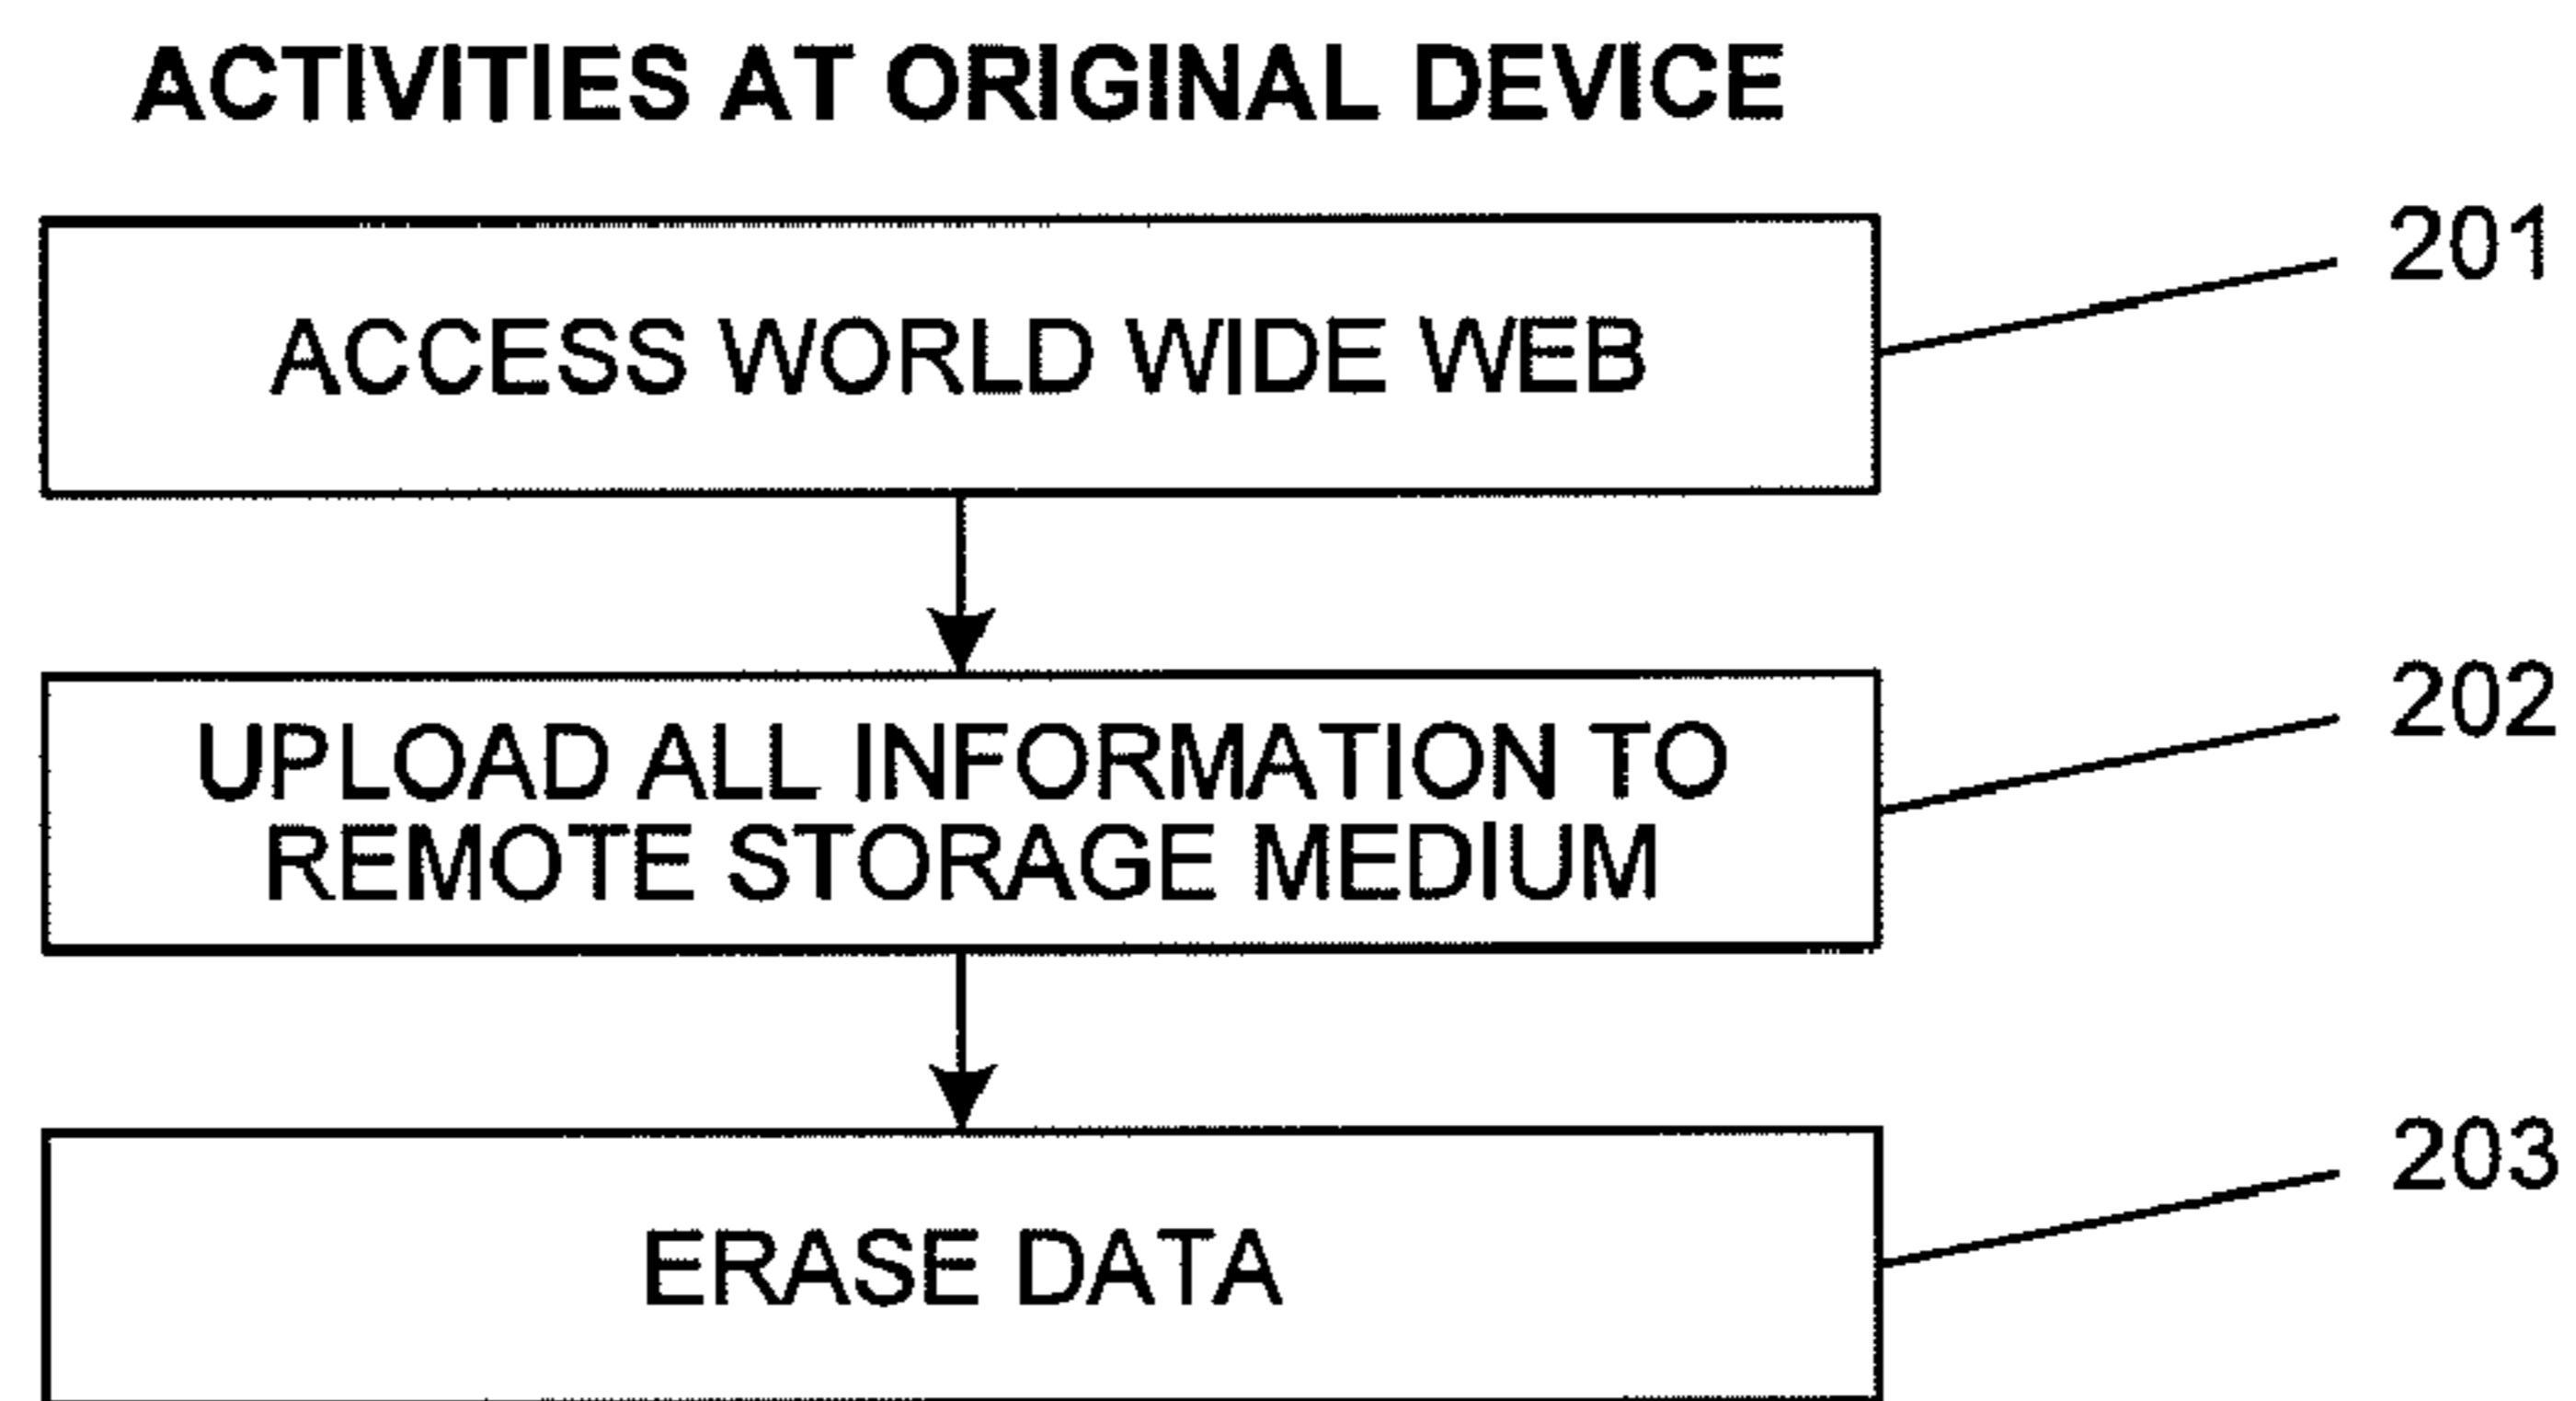 ACTIVITIES AT ORIGINAL DEVICE
201
ACCESS WORLD WIDE WEB
202
UPLOAD ALL INFORMATION TO
REMOTE STORAGE MEDIUM
203
ERASE DATA